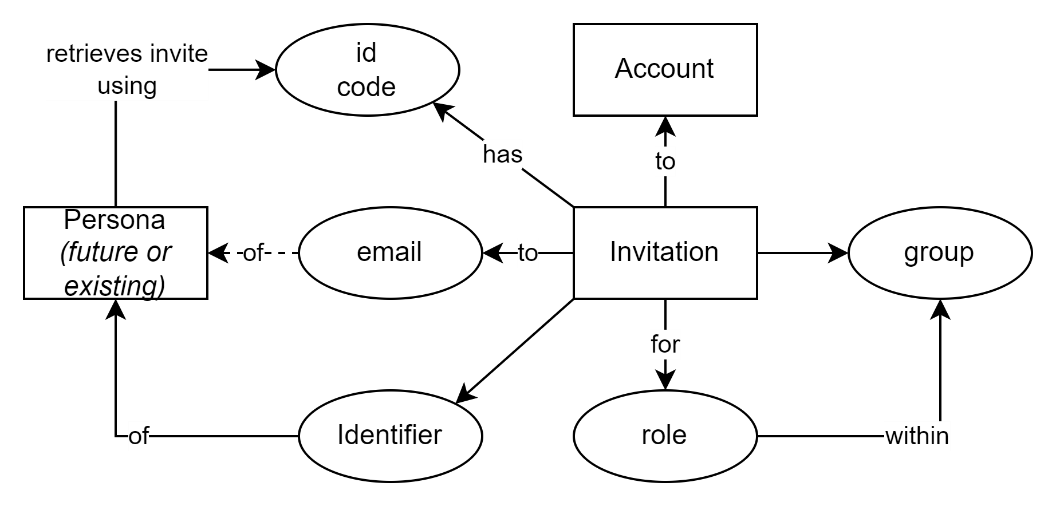 retrieves invite
using
id
code
Account
has
to
Persona
(future or
existing)
of
email
to
Invitation
group
for
of
Identifier
role
within